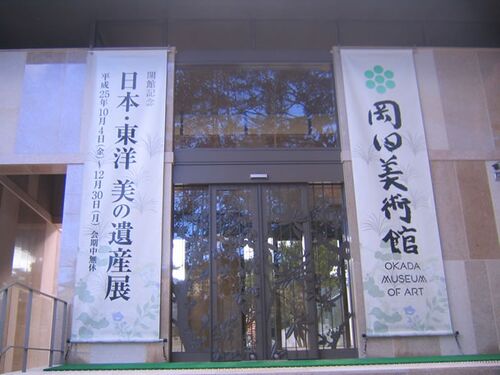 開館記念
日本・東洋 美の遺産展
平成25年10月4日(金)~12月30日(月)会期中無休
岡田美術館
OKADA
MUSEUM
OF ART